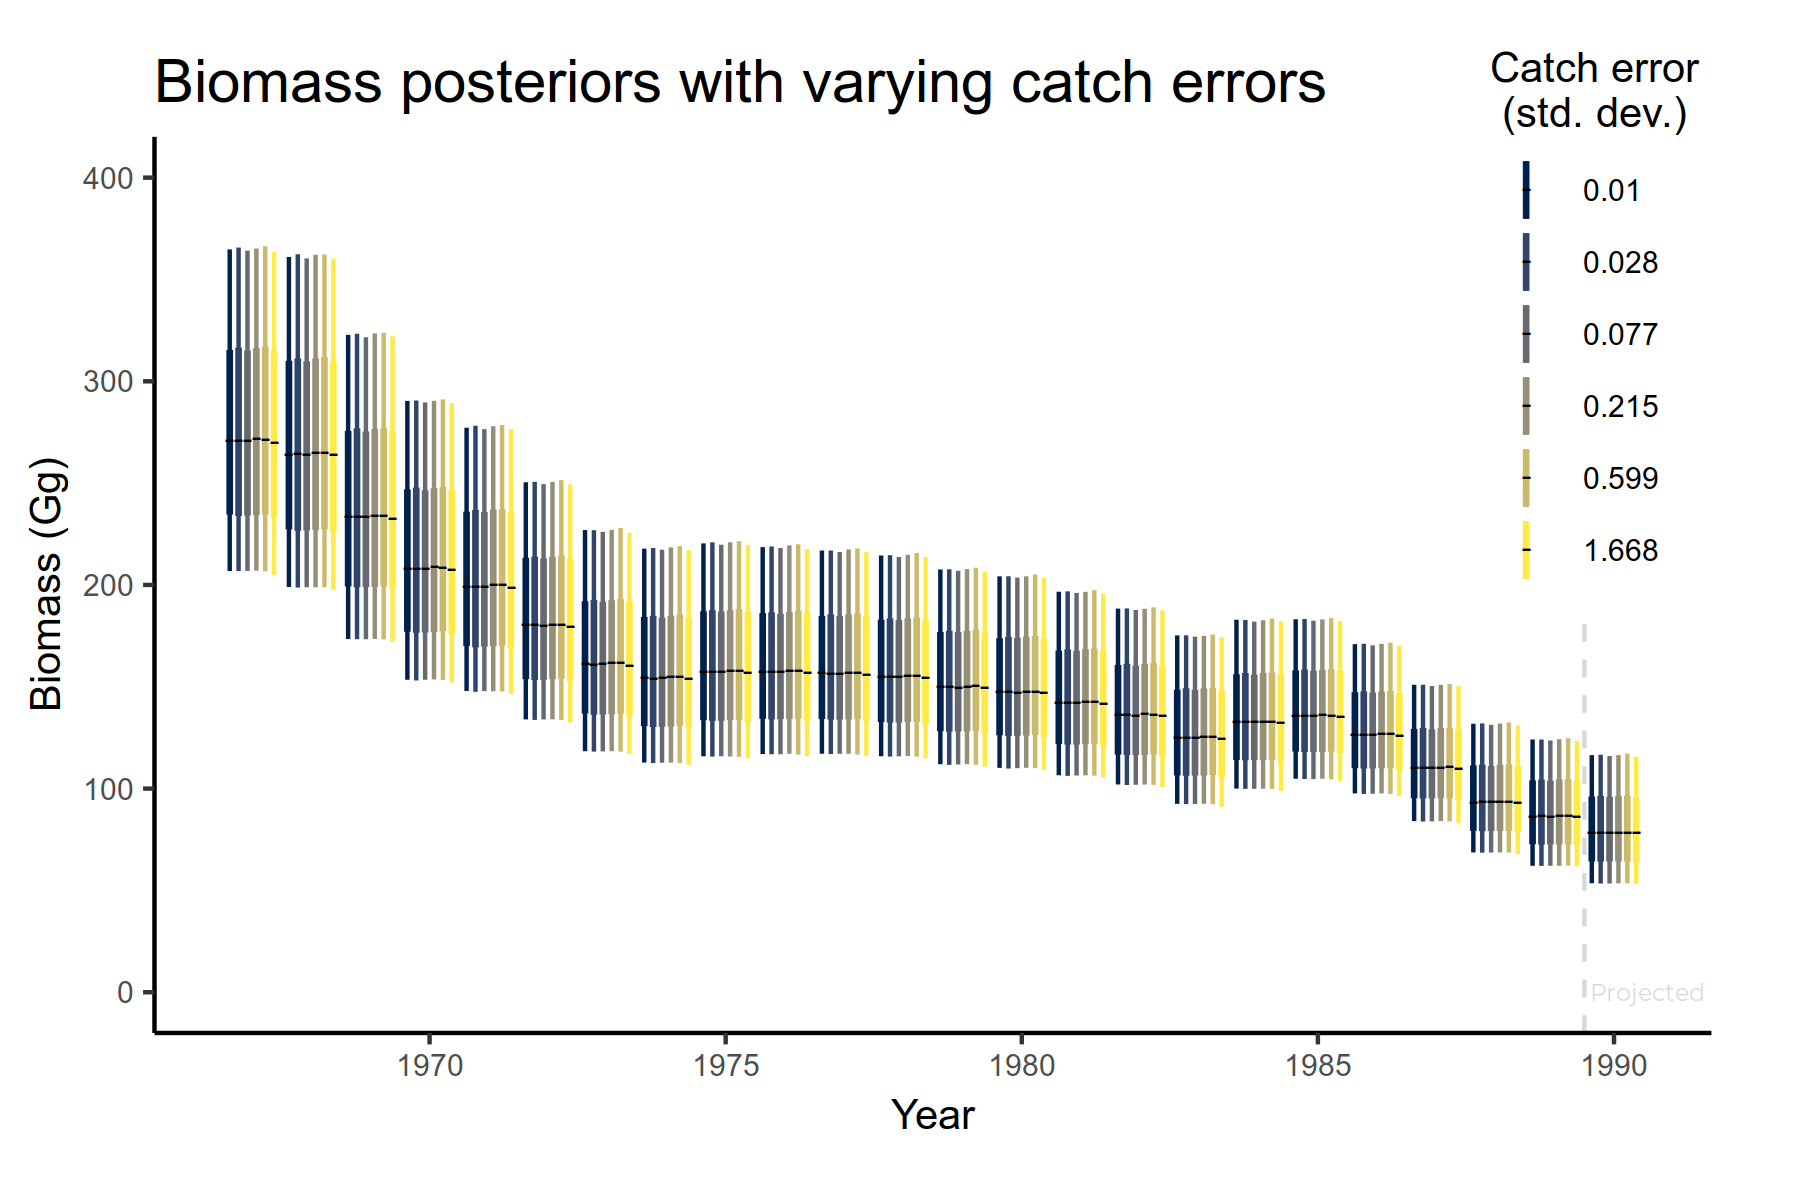 Biomass posteriors with varying catch errors
Catch error
(std. dev.)
0.01
0.028
0.077
0.215
0.599
1.668
400
300
200
100
0
Biomass (Gg)
Projected
1970
1975
1980
1985
1990
Year